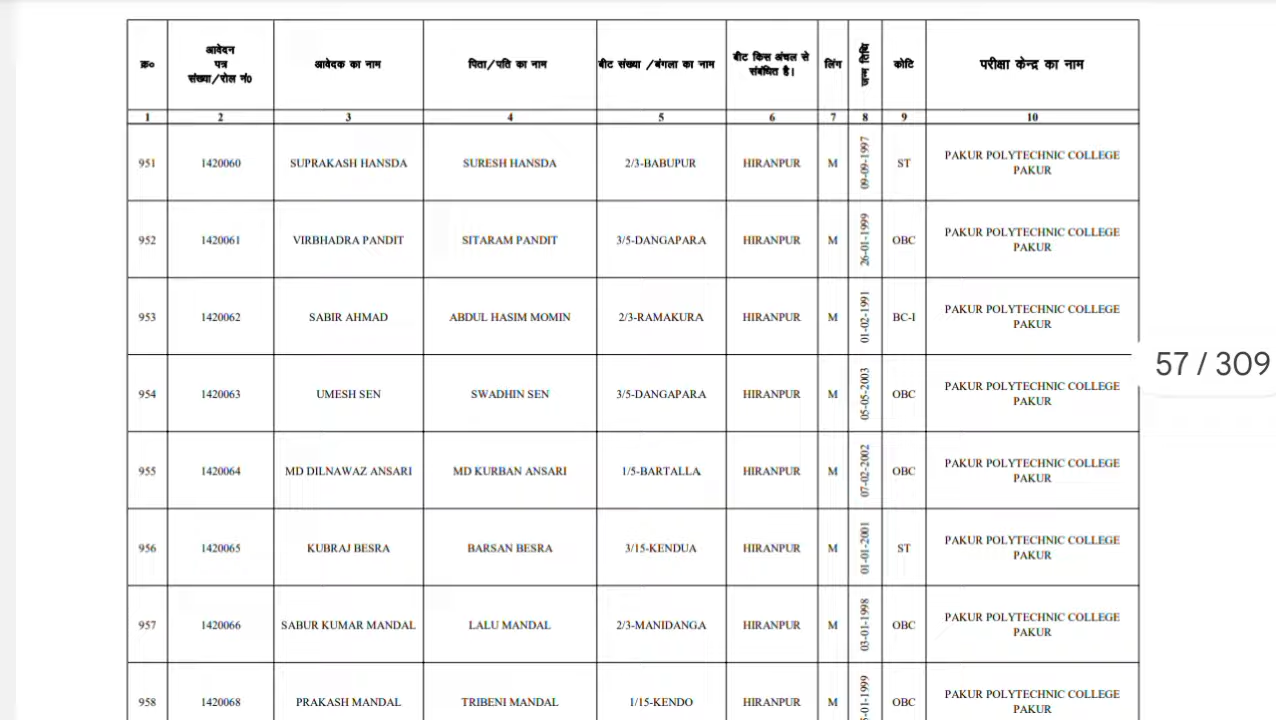 क्र० आवेदन पत्र संख्या/रोल नं0 आवेदक का नाम पिता/पति का नाम बीट संख्या /बंगला का नाम बीट किस अंचल से संबंधित है। लिंग जन्म तिथि कोटि परीक्षा केन्द्र का नाम
1 2 3 4 5 6 7 8 9 10
951 1420060 SUPRAKASH HANSDA SURESH HANSDA 2/3-BABUPUR HIRANPUR M 09-09-1997 ST PAKUR POLYTECHNIC COLLEGE PAKUR
952 1420061 VIRBHADRA PANDIT SITARAM PANDIT 3/5-DANGAPARA HIRANPUR M 26-01-1999 OBC PAKUR POLYTECHNIC COLLEGE PAKUR
953 1420062 SABIR AHMAD ABDUL HASIM MOMIN 2/3-RAMAKURA HIRANPUR M 01-02-1991 BC-I PAKUR POLYTECHNIC COLLEGE PAKUR
57 / 309
954 1420063 UMESH SEN SWADHIN SEN 3/5-DANGAPARA HIRANPUR M 05-05-2003 OBC PAKUR POLYTECHNIC COLLEGE PAKUR
955 1420064 MD DILNAWAZ ANSARI MD KURBAN ANSARI 1/5-BARTALLA HIRANPUR M 07-02-2002 OBC PAKUR POLYTECHNIC COLLEGE PAKUR
956 1420065 KUBRAJ BESRA BARSAN BESRA 3/15-KENDUA HIRANPUR M 01-01-2001 ST PAKUR POLYTECHNIC COLLEGE PAKUR
957 1420066 SABUR KUMAR MANDAL LALU MANDAL 2/3-MANIDANGA HIRANPUR M 03-01-1998 OBC PAKUR POLYTECHNIC COLLEGE PAKUR
958 1420068 PRAKASH MANDAL TRIBENI MANDAL 1/15-KENDO HIRANPUR M -01-1999 OBC PAKUR POLYTECHNIC COLLEGE PAKUR